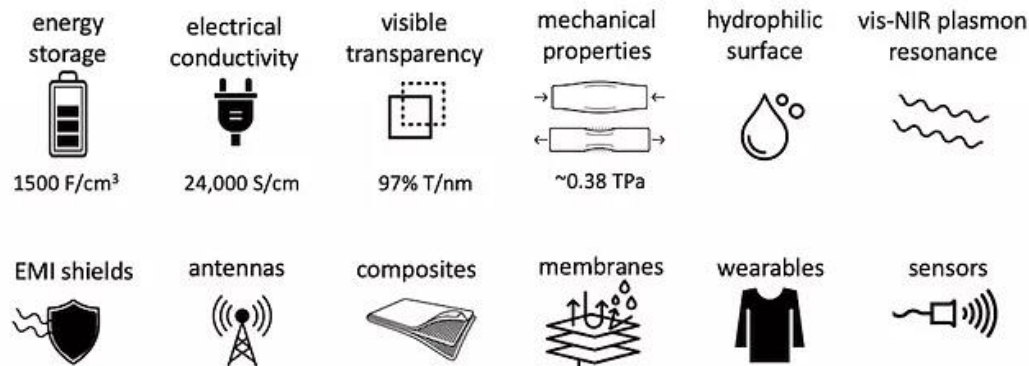 energy
storage
electrical
conductivity
visible
transparency
mechanical
properties
hydrophilic
surface
vis-NIR plasmon
resonance
1500 F/cm³
24,000 S/cm
97% T/nm
~0.38 TPa
EMI shields
antennas
composites
membranes
wearables
sensors